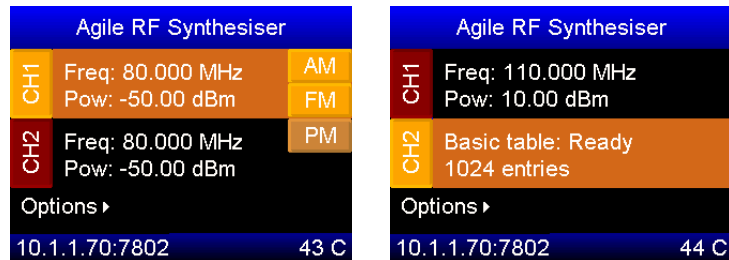 Agile RF Synthesiser
CH1
Freq: 80.000 MHz
Pow: -50.00 dBm
AM
FM
PM
CH2
Freq: 80.000 MHz
Pow: -50.00 dBm
Options ▸
10.1.1.70:7802
43 C
Agile RF Synthesiser
CH1
Freq: 110.000 MHz
Pow: 10.00 dBm
CH2
Basic table: Ready
1024 entries
Options ▸
10.1.1.70:7802
44 C